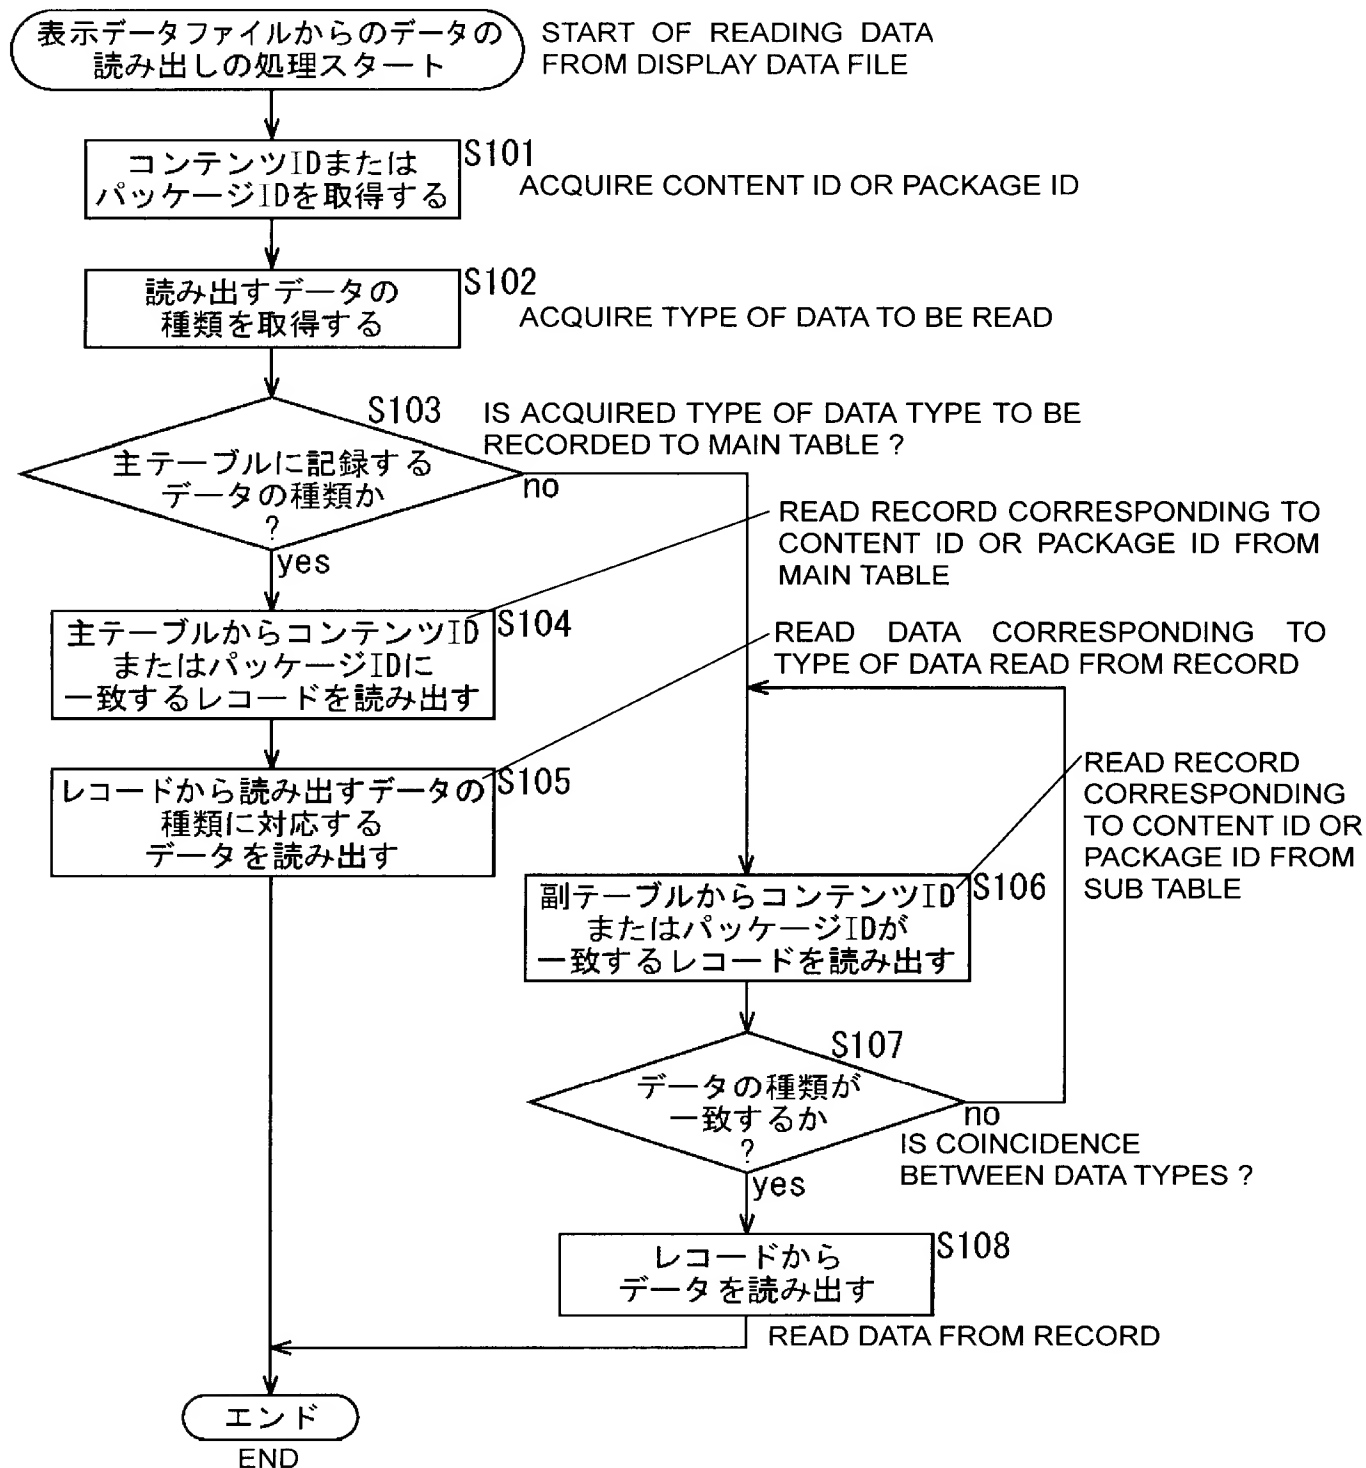 表示データファイルからのデータの
読み出しの処理スタート
START OF READING DATA
FROM DISPLAY DATA FILE
S101
コンテンツIDまたは
パッケージIDを取得する
ACQUIRE CONTENT ID OR PACKAGE ID
S102
読み出すデータの
種類を取得する
ACQUIRE TYPE OF DATA TO BE READ
S103
IS ACQUIRED TYPE OF DATA TYPE TO BE
RECORDED TO MAIN TABLE ?
主テーブルに記録する
データの種類か
?
no
yes
READ RECORD CORRESPONDING TO
CONTENT ID OR PACKAGE ID FROM
MAIN TABLE
S104
主テーブルからコンテンツID
またはパッケージIDに
一致するレコードを読み出す
READ DATA CORRESPONDING TO
TYPE OF DATA READ FROM RECORD
S105
レコードから読み出すデータの
種類に対応する
データを読み出す
READ RECORD
CORRESPONDING
TO CONTENT ID OR
PACKAGE ID FROM
SUB TABLE
S106
副テーブルからコンテンツID
またはパッケージIDが
一致するレコードを読み出す
S107
データの種類が
一致するか
?
no
IS COINCIDENCE
BETWEEN DATA TYPES ?
yes
S108
レコードから
データを読み出す
READ DATA FROM RECORD
エンド
END